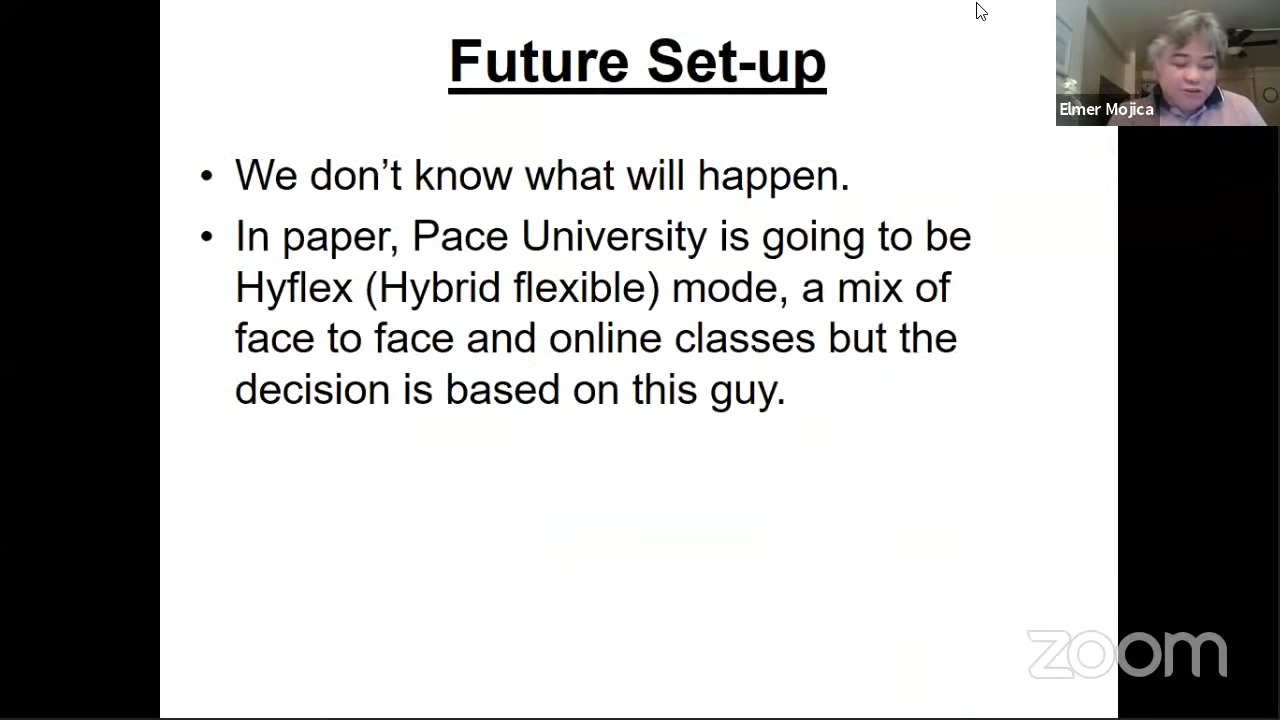 Future Set-up
Elmer Mojica
• We don’t know what will happen.
• In paper, Pace University is going to be
Hyflex (Hybrid flexible) mode, a mix of
face to face and online classes but the
decision is based on this guy.
zoom